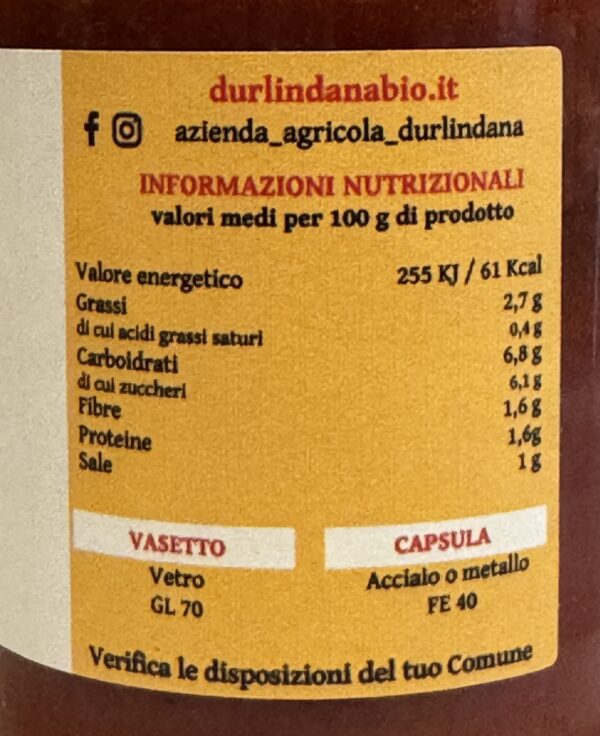 durlindanabio.it
azienda_agricola_durlindana
INFORMAZIONI NUTRIZIONALI
valori medi per 100 g di prodotto
Valore energetico 255 KJ / 61 Kcal
Grassi 2,7 g
di cui acidi grassi saturi 0,4 g
Carboidrati 6,8 g
di cui zuccheri 6,1 g
Fibre 1,6 g
Proteine 1,6g
Sale 1 g
VASETTO CAPSULA
Vetro Acciaio o metallo
GL 70 FE 40
Verifica le disposizioni del tuo Comune